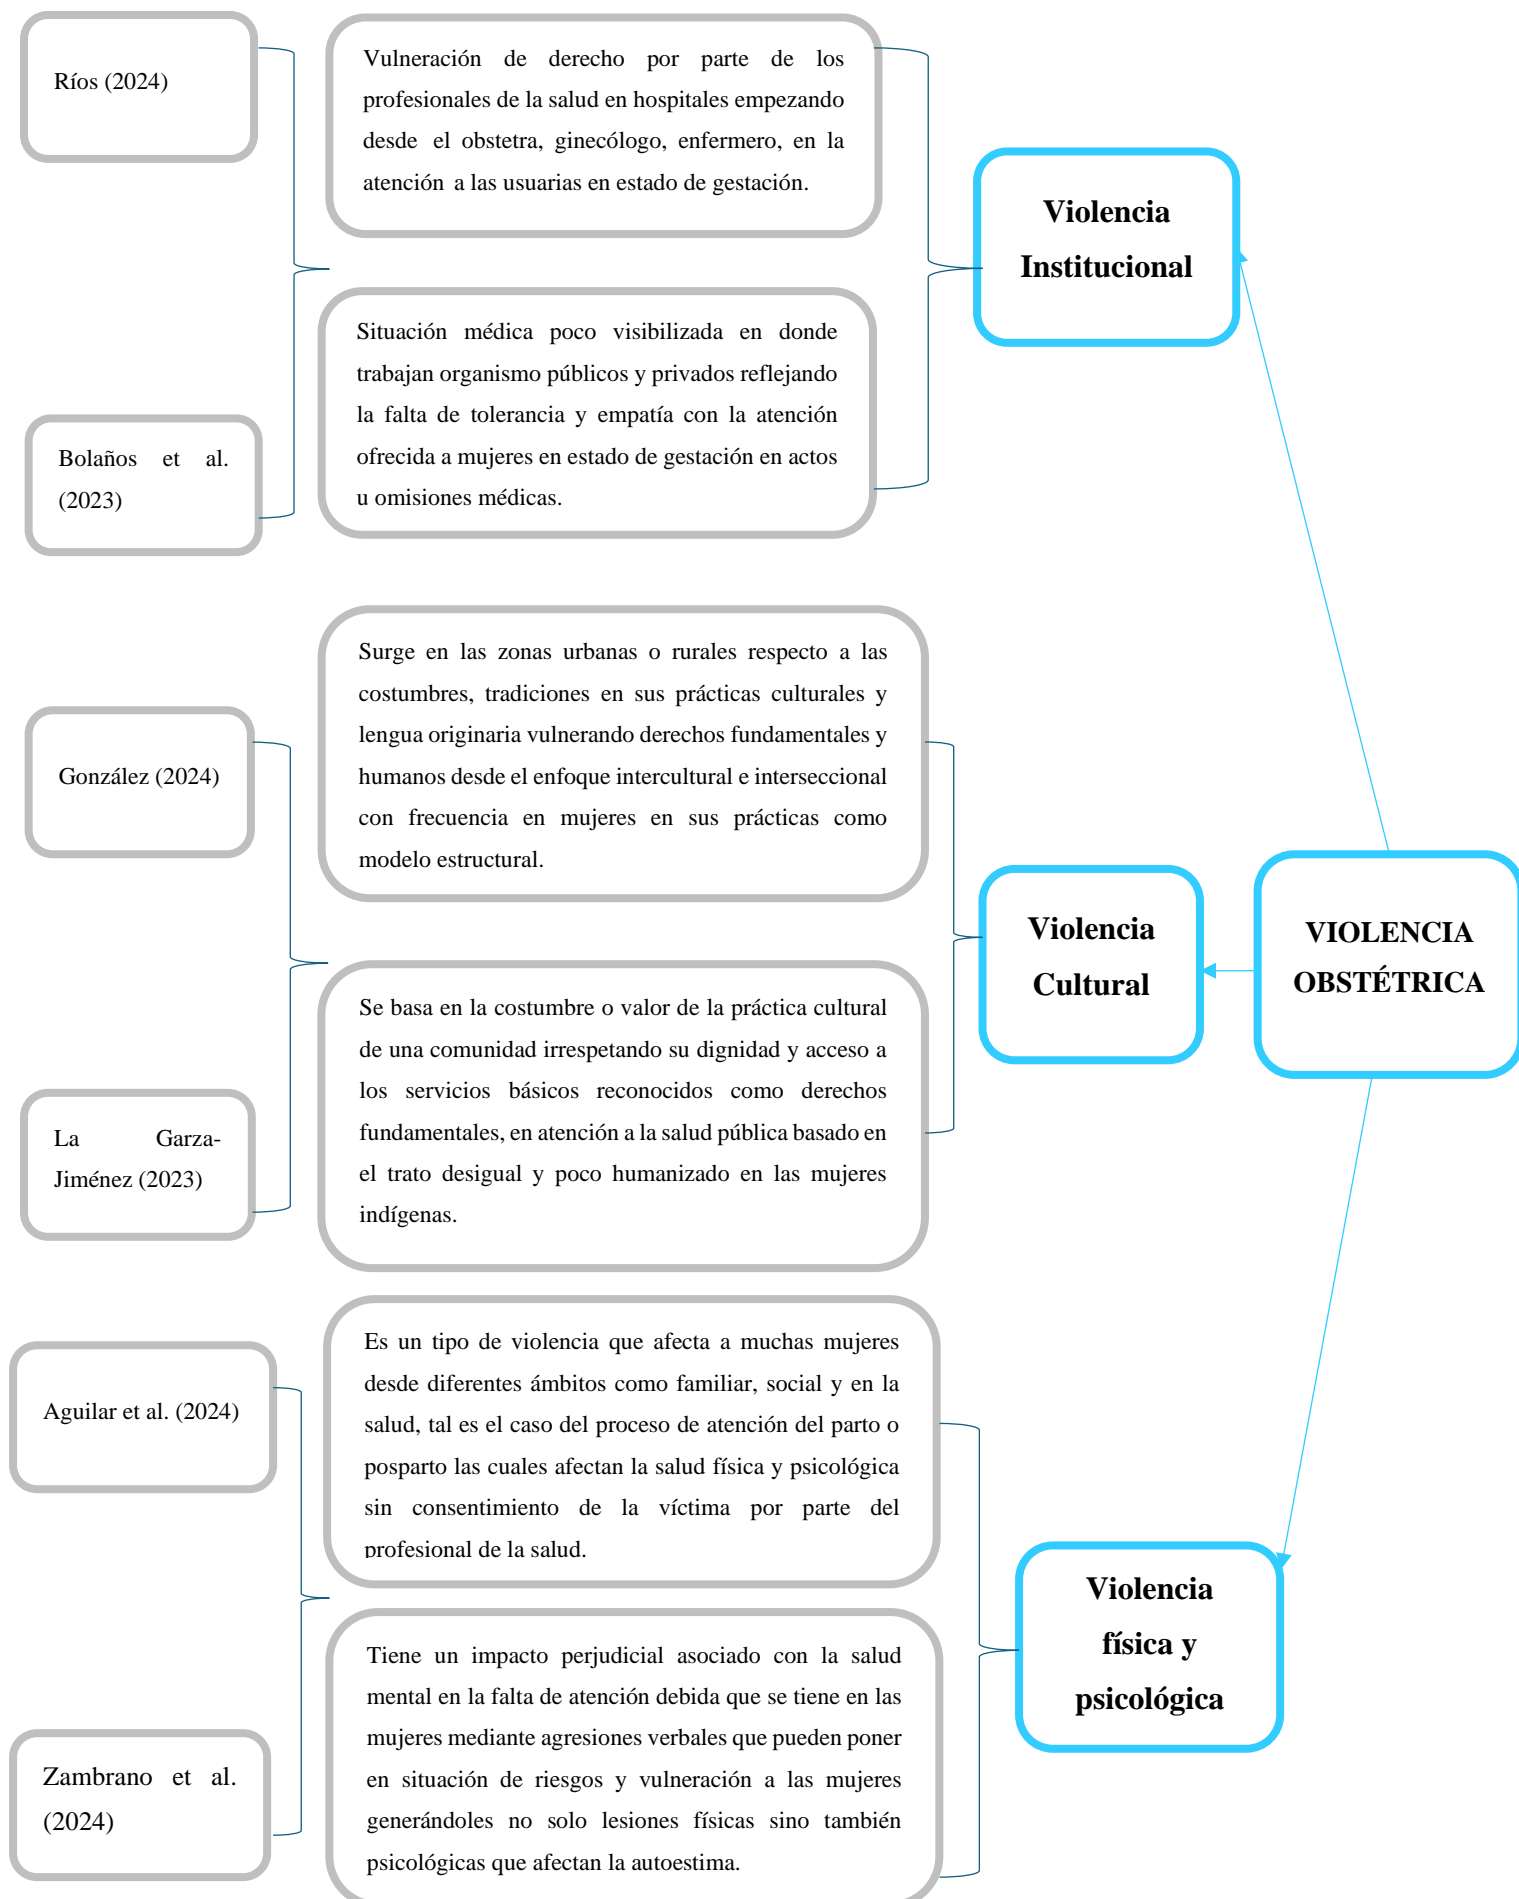 Ríos (2024)
Vulneración de derecho por parte de los
profesionales de la salud en hospitales empezando
desde el obstetra, ginecólogo, enfermero, en la
atención a las usuarias en estado de gestación.
Violencia
Institucional
Situación médica poco visibilizada en donde
trabajan organismo públicos y privados reflejando
la falta de tolerancia y empatía con la atención
ofrecida a mujeres en estado de gestación en actos
u omisiones médicas.
Bolaños et al.
(2023)
Surge en las zonas urbanas o rurales respecto a las
costumbres, tradiciones en sus prácticas culturales y
lengua originaria vulnerando derechos fundamentales y
humanos desde el enfoque intercultural e interseccional
con frecuencia en mujeres en sus prácticas como
modelo estructural.
González (2024)
Violencia
Cultural
VIOLENCIA
OBSTÉTRICA
Se basa en la costumbre o valor de la práctica cultural
de una comunidad irrespetando su dignidad y acceso a
los servicios básicos reconocidos como derechos
fundamentales, en atención a la salud pública basado en
el trato desigual y poco humanizado en las mujeres
indígenas.
La Garza-
Jiménez (2023)
Es un tipo de violencia que afecta a muchas mujeres
desde diferentes ámbitos como familiar, social y en la
salud, tal es el caso del proceso de atención del parto o
posparto las cuales afectan la salud física y psicológica
sin consentimiento de la víctima por parte del
profesional de la salud.
Aguilar et al. (2024)
Violencia
física y
psicológica
Tiene un impacto perjudicial asociado con la salud
mental en la falta de atención debida que se tiene en las
mujeres mediante agresiones verbales que pueden poner
en situación de riesgos y vulneración a las mujeres
generándoles no solo lesiones físicas sino también
psicológicas que afectan la autoestima.
Zambrano et al.
(2024)